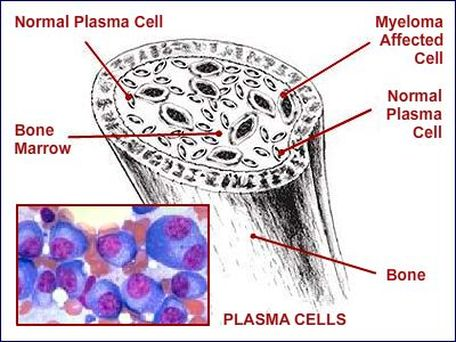 Normal Plasma Cell
Myeloma
Affected
Cell
Normal
Plasma
Cell
Bone
Marrow
Bone
PLASMA CELLS